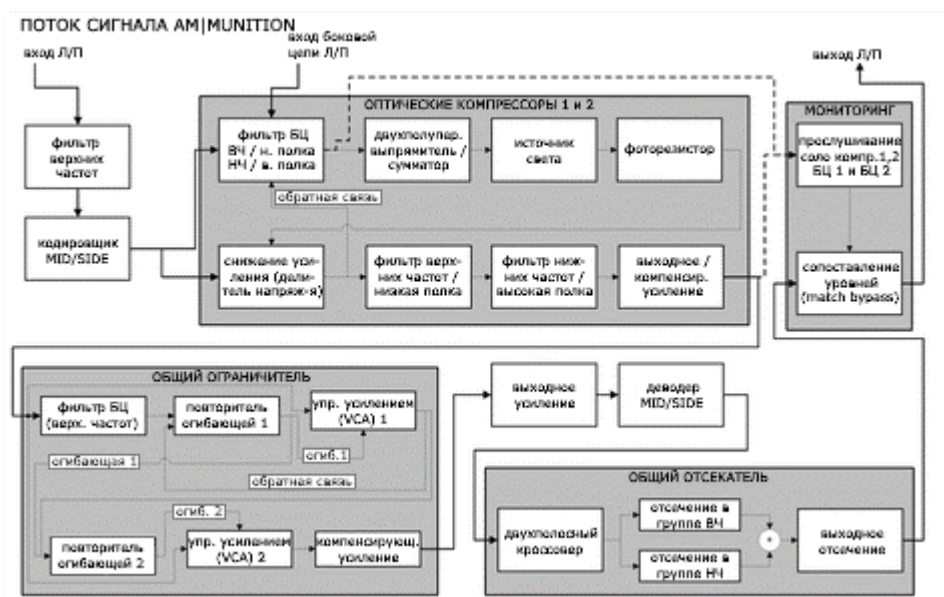 ПОТОК СИГНАЛА AM|MUNITION
вход Л/П
вход боковой
цепи Л/П
выход Л/П
фильтр
верхних
частот
кодировщик
MID/SIDE
ОПТИЧЕСКИЕ КОМПРЕССОРЫ 1 и 2
фильтр БЦ
ВЧ / н. полка
НЧ / в. полка
двухполупер.
выпрямитель /
сумматор
источник
света
фоторезистор
обратная связь
снижение уси-
ления (дели-
тель напряж-я)
фильтр верх-
них частот /
низкая полка
фильтр ниж-
них частот /
высокая полка
выходное /
компенсир.
усиление
МОНИТОРИНГ
прослушивание
соло компр.1,2
БЦ 1 и БЦ 2
сопоставление
уровней
(match bypass)
ОБЩИЙ ОГРАНИЧИТЕЛЬ
фильтр БЦ
(верх. частот)
повторитель
огибающей 1
упр. усилением
(VCA) 1
огибающая 1
огиб.1
обратная связь
огиб. 2
повторитель
огибающей 2
упр. усилением
(VCA) 2
компенсирующ.
усиление
выходное
усиление
деводер
MID/SIDE
ОБЩИЙ ОТСЕКАТЕЛЬ
двухполосный
кроссовер
отсечение в
группе ВЧ
отсечение в
группе НЧ
+
выходное
отсечение